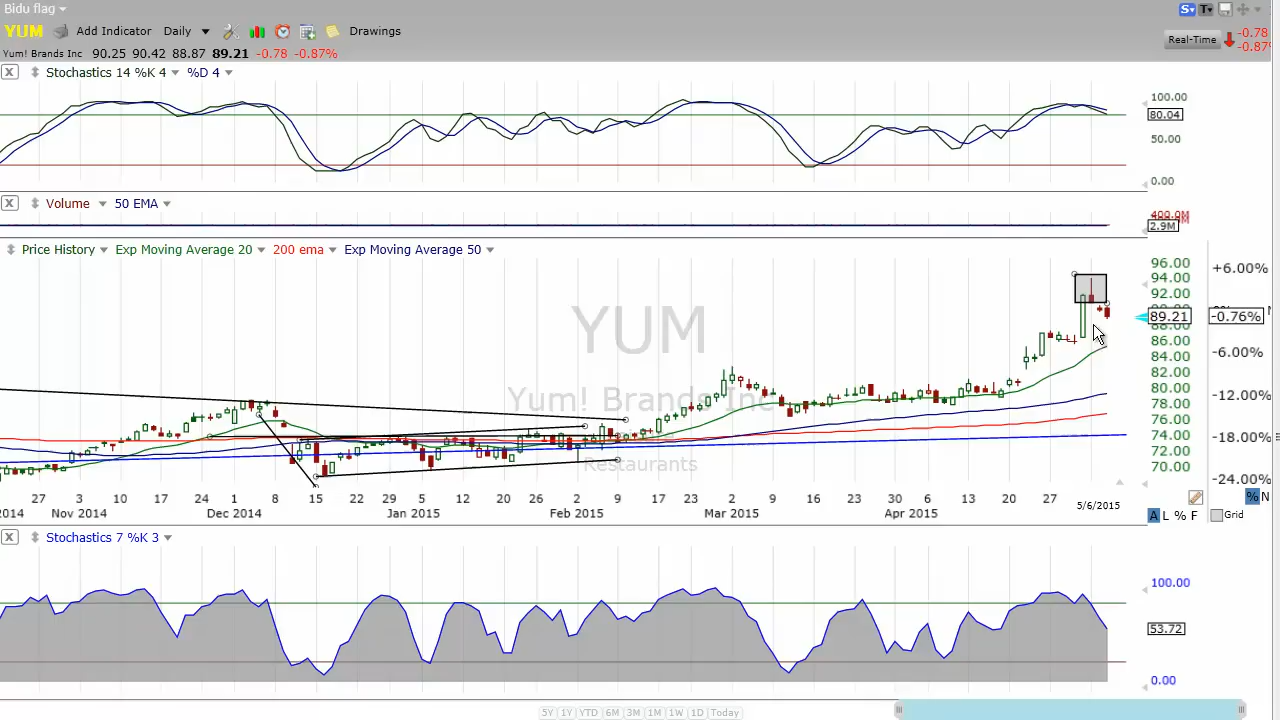 Bidu flag
S T
YUM Add Indicator Daily Drawings
Yum! Brands Inc 90.25 90.42 88.87 89.21 -0.78 -0.87%
Real-Time -0.78
-0.87%
X Stochastics 14 %K 4 %D 4
100.00
80.04
50.00
0.00
X Volume 50 EMA
2.9M
Price History Exp Moving Average 20 200 ema Exp Moving Average 50
YUM
Yum! Brands Inc
Restaurants
96.00
94.00
92.00
89.21
88.00
86.00
84.00
82.00
80.00
78.00
76.00
74.00
72.00
70.00
+6.00%
-0.76%
-6.00%
-12.00%
-18.00%
-24.00%
27 3 10 17 24 1 8 15 22 29 5 12 20 26 2 9 17 23 2 9 16 23 30 6 13 20 27
2014 Nov 2014 Dec 2014 Jan 2015 Feb 2015 Mar 2015 Apr 2015 5/6/2015
% N
A L % F Grid
X Stochastics 7 %K 3
100.00
53.72
0.00
5Y 1Y YTD 6M 3M 1M 1W 1D Today